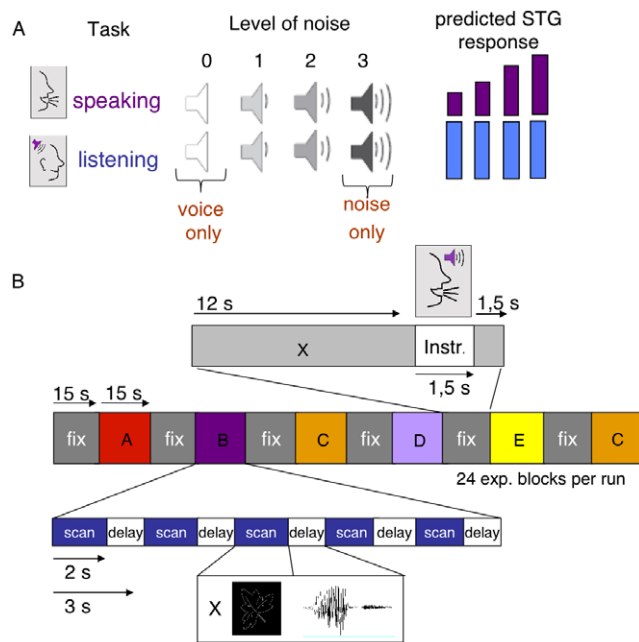 A
Task
Level of noise
predicted STG
response
0 1 2 3
speaking
listening
voice
only
noise
only
B
12 s
1,5 s
X
Instr.
1,5 s
15 s
15 s
fix A fix B fix C fix D fix E fix C
24 exp. blocks per run
scan delay scan delay scan delay scan delay scan delay
2 s
3 s
X